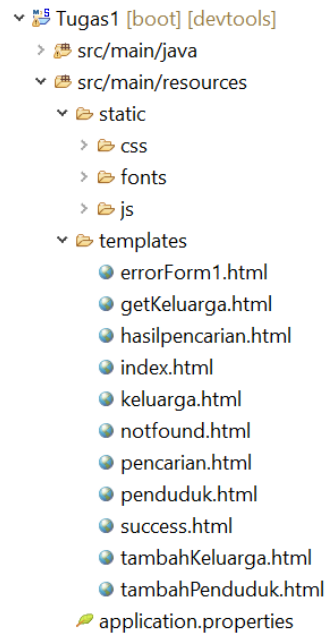 Tugas1 [boot] [devtools]
src/main/java
src/main/resources
static
css
fonts
js
templates
errorForm1.html
getKeluarga.html
hasilpencarian.html
index.html
keluarga.html
notfound.html
pencarian.html
penduduk.html
success.html
tambahKeluarga.html
tambahPenduduk.html
application.properties